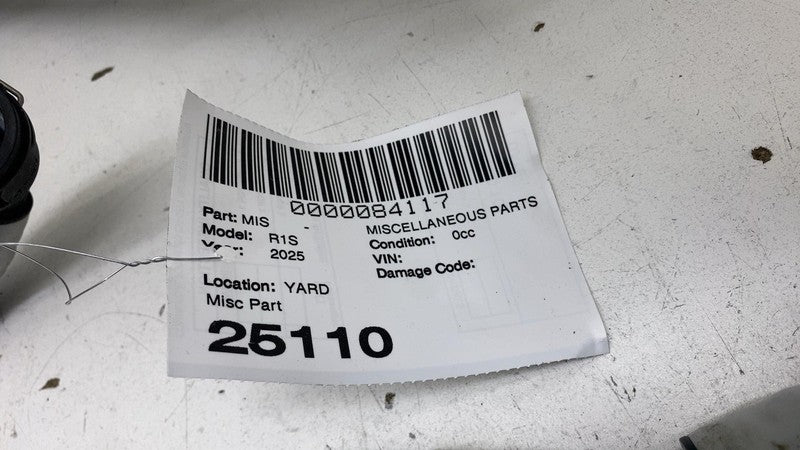 0000084117
Part: MIS - MISCELLANEOUS PARTS
Model: R1S Condition: 0cc
Year: 2025 VIN:
Damage Code:
Location: YARD
Misc Part
25110